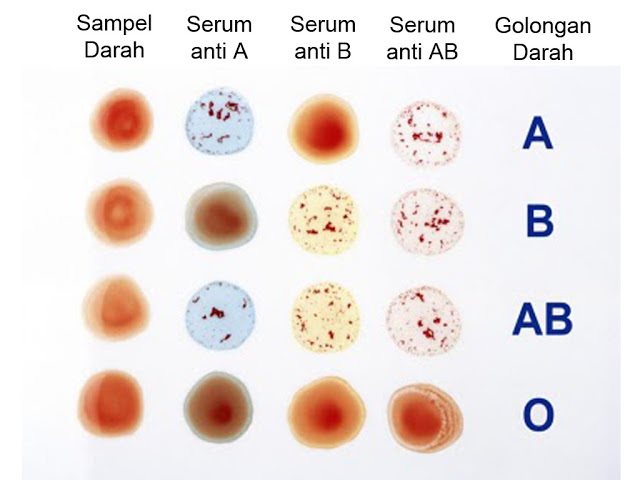 Sampel Darah
Serum anti A
Serum anti B
Serum anti AB
Golongan Darah
A
B
AB
O